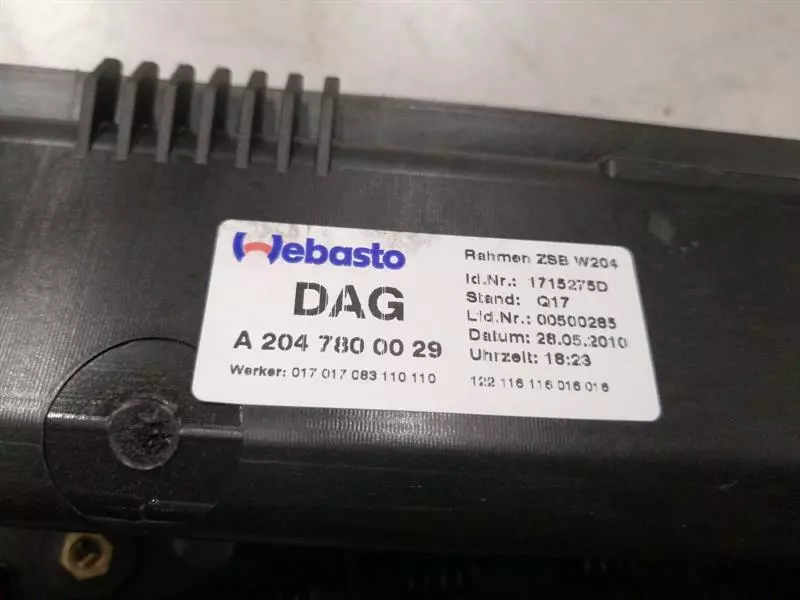 Webasto
DAG
A 204 780 00 29
Werker: 017 017 083 110 110
Rahmen ZSB W204
Id.Nr.: 1715275D
Stand: Q17
Lfd.Nr.: 00500285
Datum: 28.05.2010
Uhrzeit: 18:23
122 116 116 016 016